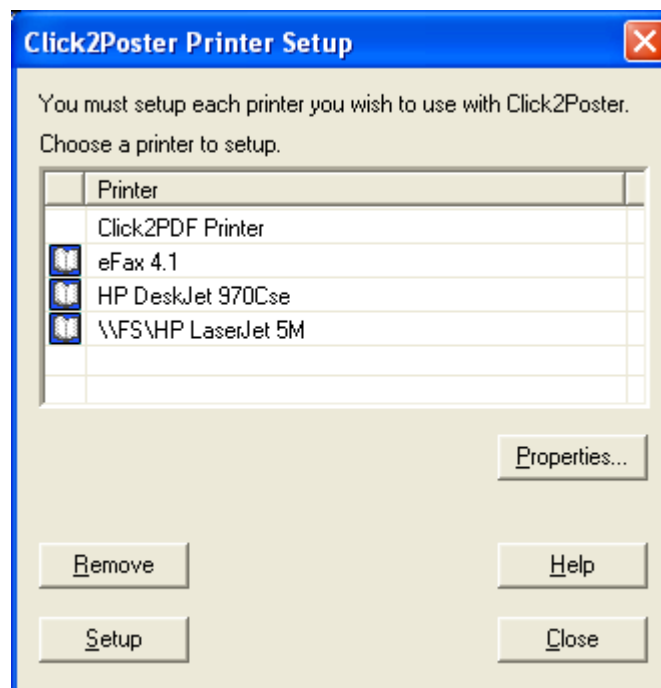 Click2Poster Printer Setup
You must setup each printer you wish to use with Click2Poster.
Choose a printer to setup.
Printer
Click2PDF Printer
eFax 4.1
HP DeskJet 970Cse
\\FS\HP LaserJet 5M
Properties...
Remove
Help
Setup
Close